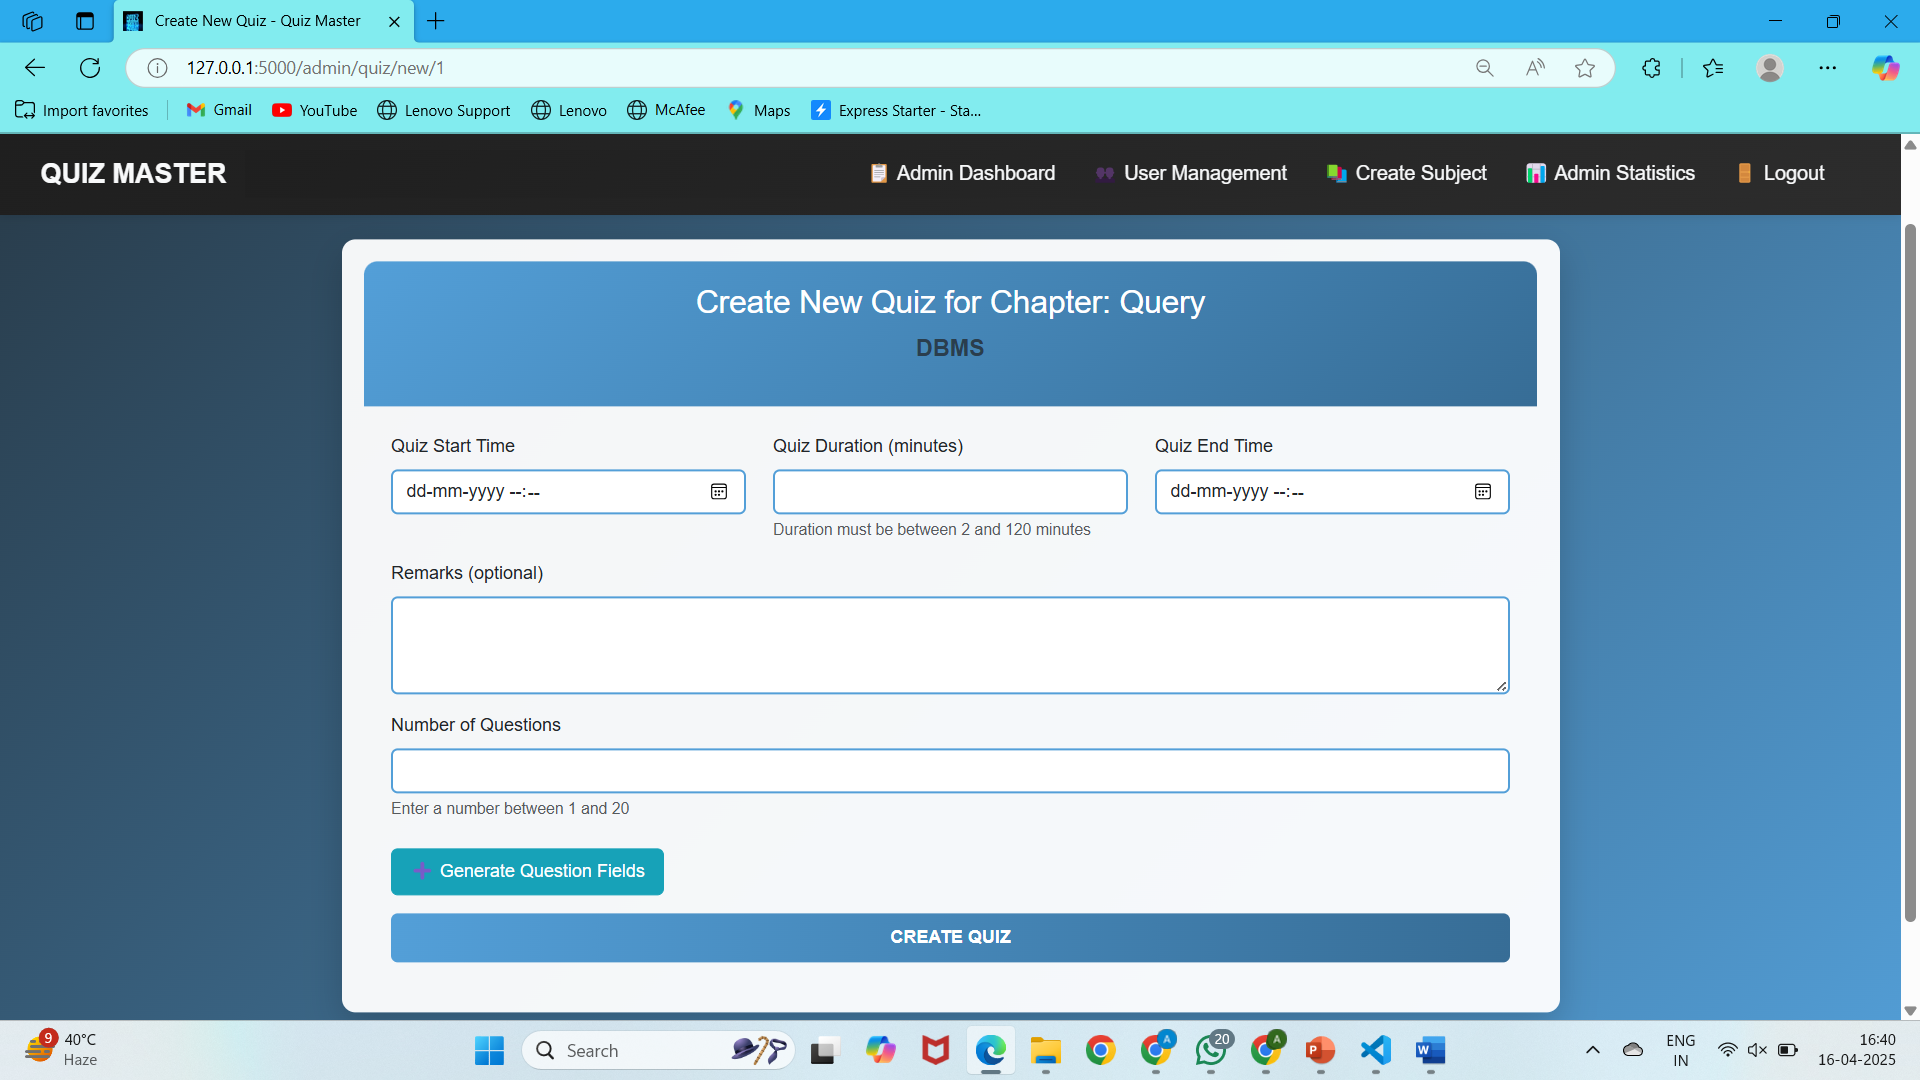 Create New Quiz - Quiz Master
127.0.0.1:5000/admin/quiz/new/1
Import favorites Gmail YouTube Lenovo Support Lenovo McAfee Maps Express Starter - Sta...
QUIZ MASTER Admin Dashboard User Management Create Subject Admin Statistics Logout
Create New Quiz for Chapter: Query
DBMS
Quiz Start Time Quiz Duration (minutes) Quiz End Time
dd-mm-yyyy --:-- dd-mm-yyyy --:--
Duration must be between 2 and 120 minutes
Remarks (optional)
Number of Questions
Enter a number between 1 and 20
Generate Question Fields
CREATE QUIZ
9 40°C
Haze
Search
A
20
A
P
W
ENG
IN
16:40
16-04-2025